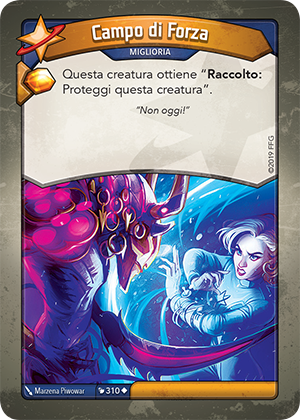 Campo di Forza
MIGLIORIA
Questa creatura ottiene “Raccolto:
Proteggi questa creatura”.
“Non oggi!”
©2019 FFG
Marzena Piwowar
310